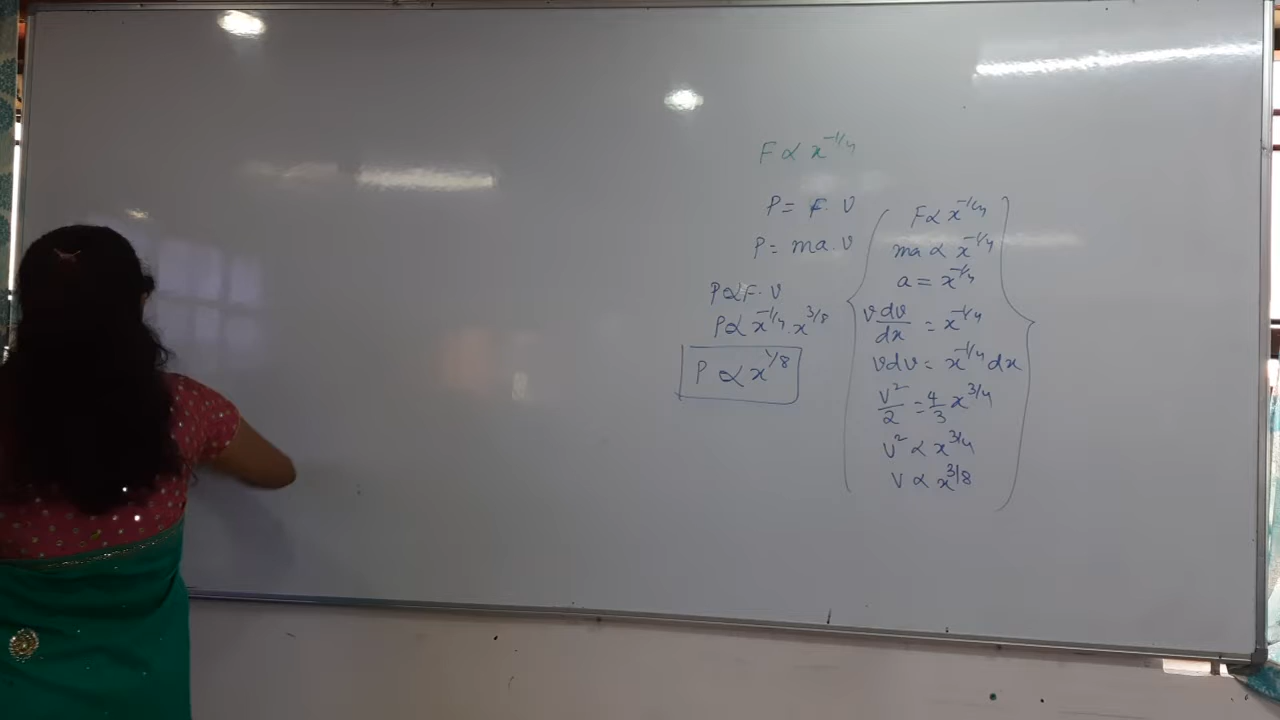 F ∝ x^{-1/4}
P = F. v
P = ma. v
P ∝ F. v
P ∝ x^{-1/4}. x^{3/8}
P ∝ x^{1/8}
F ∝ x^{-1/4}
ma ∝ x^{-1/4}
a = x^{-1/4}
v dv/dx = x^{-1/4}
vdv = x^{-1/4} dx
v²/2 = 4/3 x^{3/4}
v² ∝ x^{3/4}
v ∝ x^{3/8}